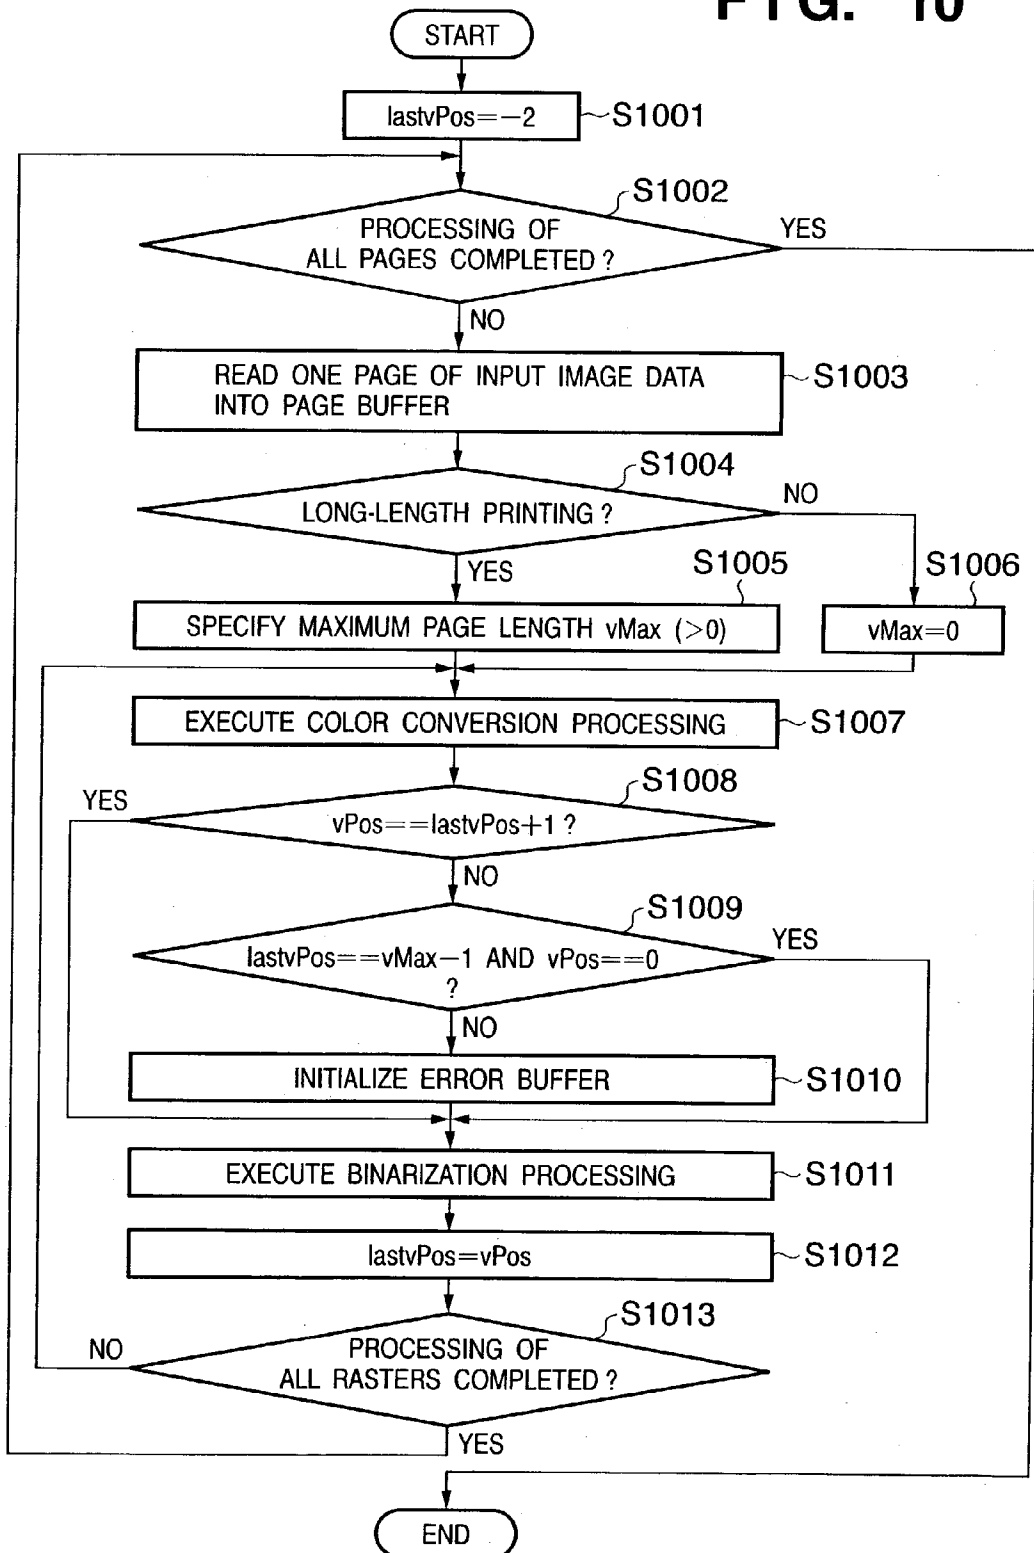 FIG. 10
START
lastvPos=-2
S1001
S1002
PROCESSING OF
ALL PAGES COMPLETED?
YES
NO
READ ONE PAGE OF INPUT IMAGE DATA
INTO PAGE BUFFER
S1003
S1004
LONG-LENGTH PRINTING?
NO
YES
S1005
S1006
SPECIFY MAXIMUM PAGE LENGTH vMax (>0)
vMax=0
EXECUTE COLOR CONVERSION PROCESSING
S1007
S1008
YES
vPos==lastvPos+1?
NO
S1009
lastvPos==vMax-1 AND vPos==0
?
YES
NO
INITIALIZE ERROR BUFFER
S1010
EXECUTE BINARIZATION PROCESSING
S1011
lastvPos=vPos
S1012
S1013
NO
PROCESSING OF
ALL RASTERS COMPLETED?
YES
END